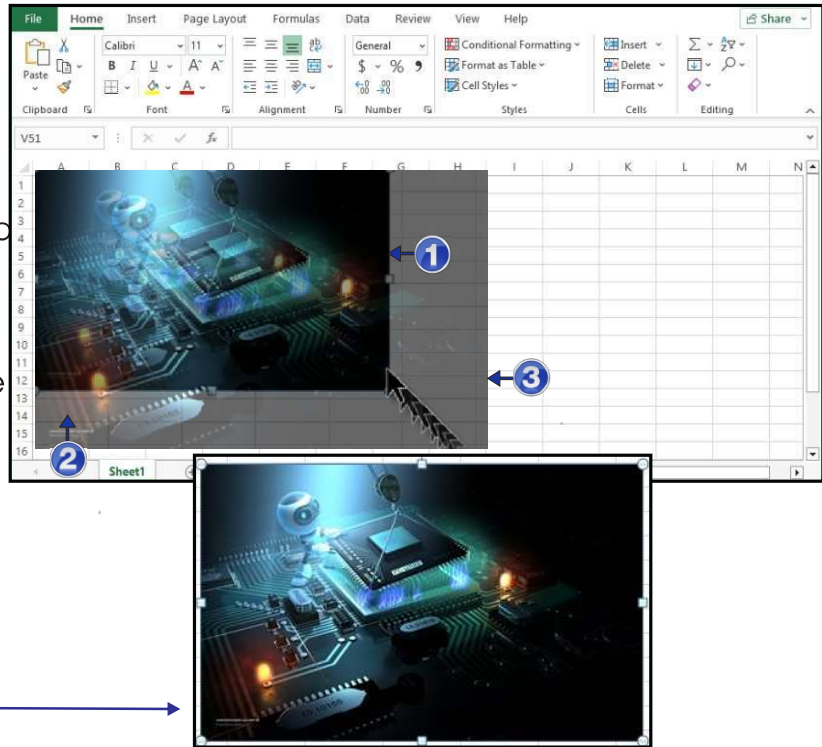 File Home Insert Page Layout Formulas Data Review View Help Share
Calibri 11 General Conditional Formatting Insert
Paste B I U A A $ % Format as Table Delete
A Cell Styles Format
Clipboard Font Alignment Number Styles Cells Editing
V51 fx
A B C D E F G H I J K L M N
1
2
3
4
5
6
7
8
9
10
11
12
13
14
15
16
1
3
2
Sheet1